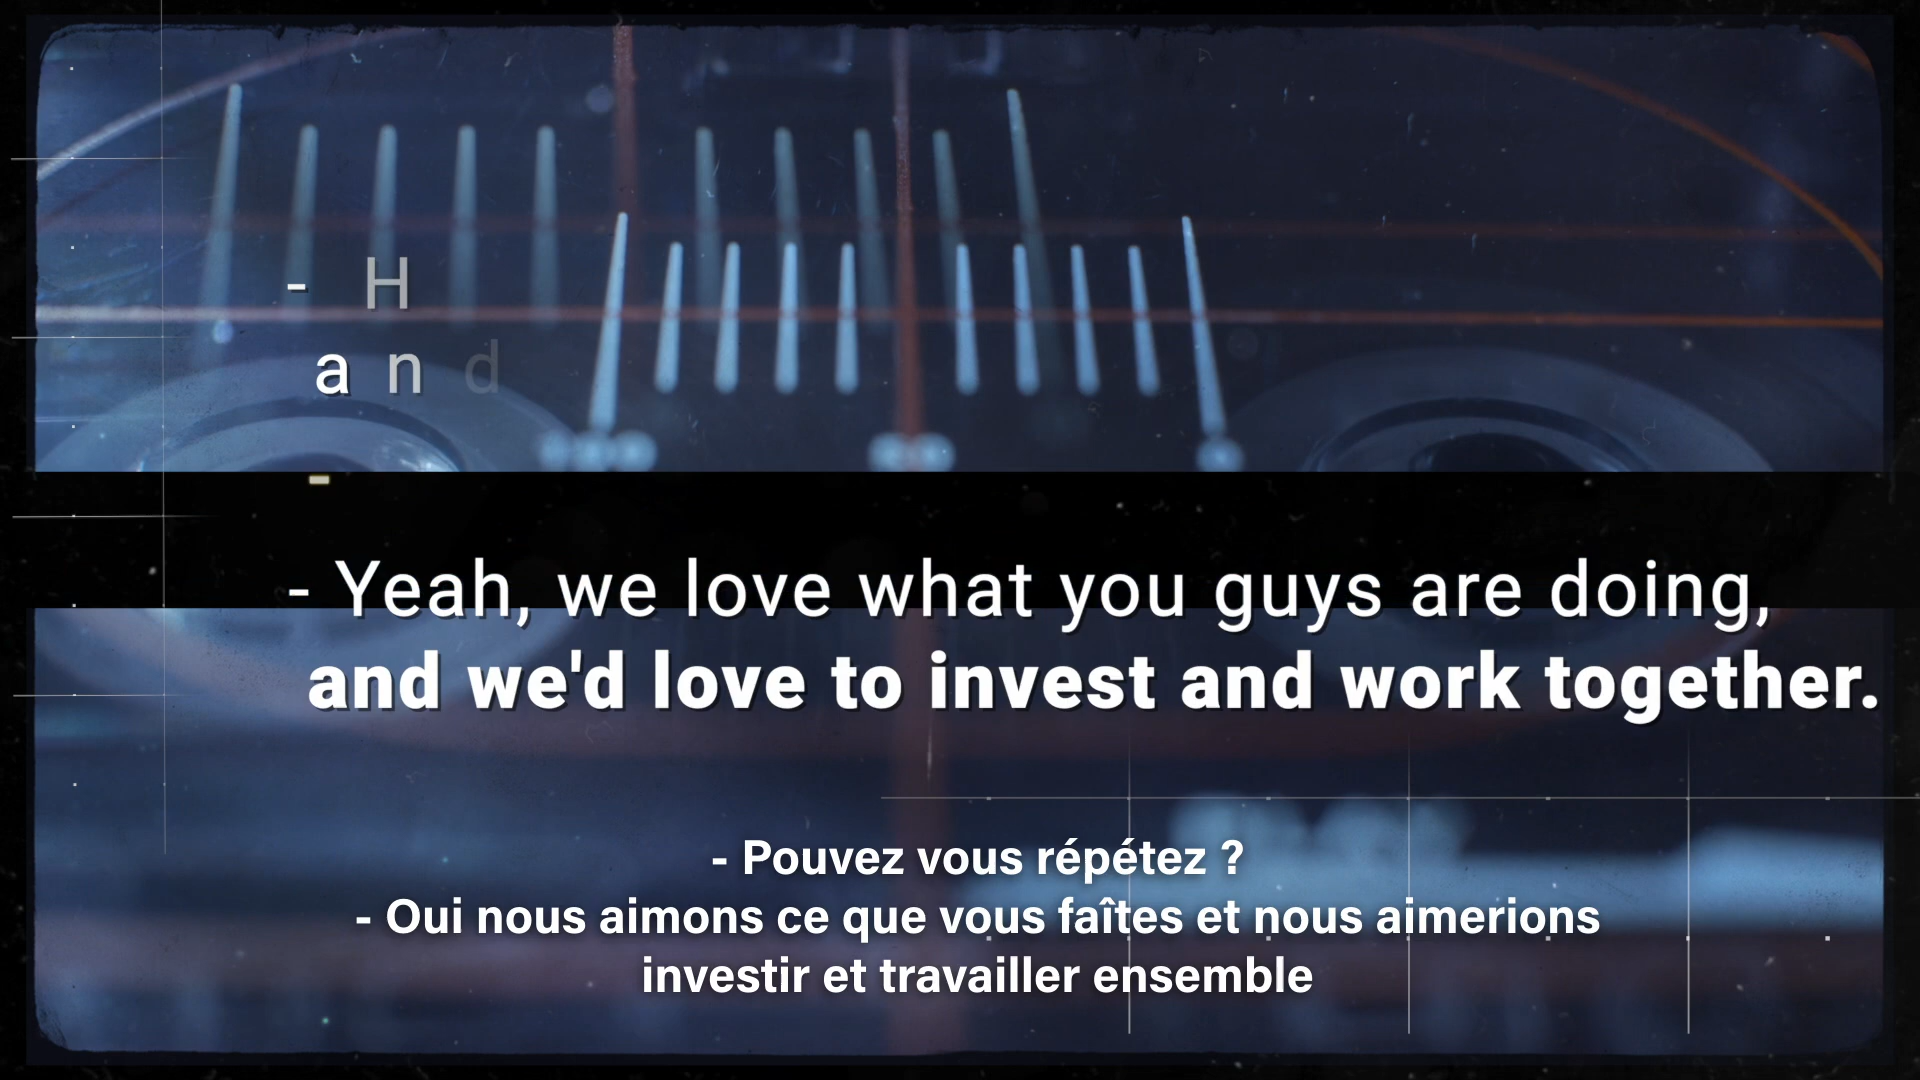 - H
and
-
- Yeah, we love what you guys are doing,
and we'd love to invest and work together.
- Pouvez vous répétez ?
- Oui nous aimons ce que vous faîtes et nous aimerions
investir et travailler ensemble